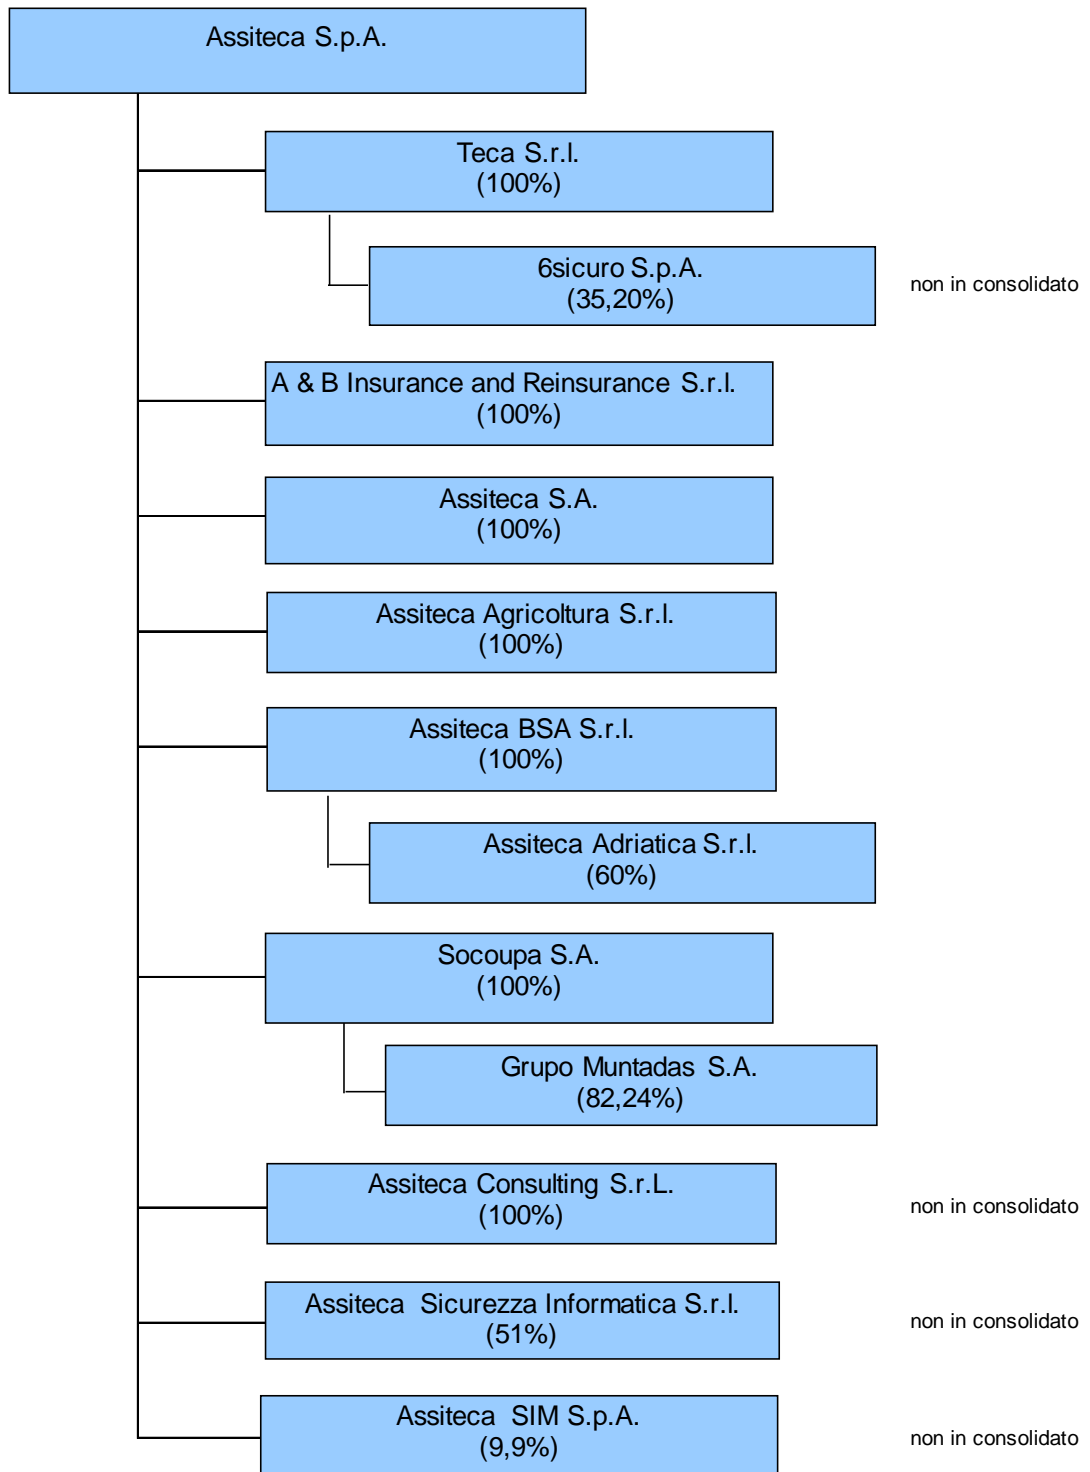 Assiteca S.p.A.
Teca S.r.l.
(100%)
6sicuro S.p.A.
(35,20%)
non in consolidato
A & B Insurance and Reinsurance S.r.l.
(100%)
Assiteca S.A.
(100%)
Assiteca Agricoltura S.r.l.
(100%)
Assiteca BSA S.r.l.
(100%)
Assiteca Adriatica S.r.l.
(60%)
Socoupa S.A.
(100%)
Grupo Muntadas S.A.
(82,24%)
Assiteca Consulting S.r.L.
(100%)
non in consolidato
Assiteca Sicurezza Informatica S.r.l.
(51%)
non in consolidato
Assiteca SIM S.p.A.
(9,9%)
non in consolidato